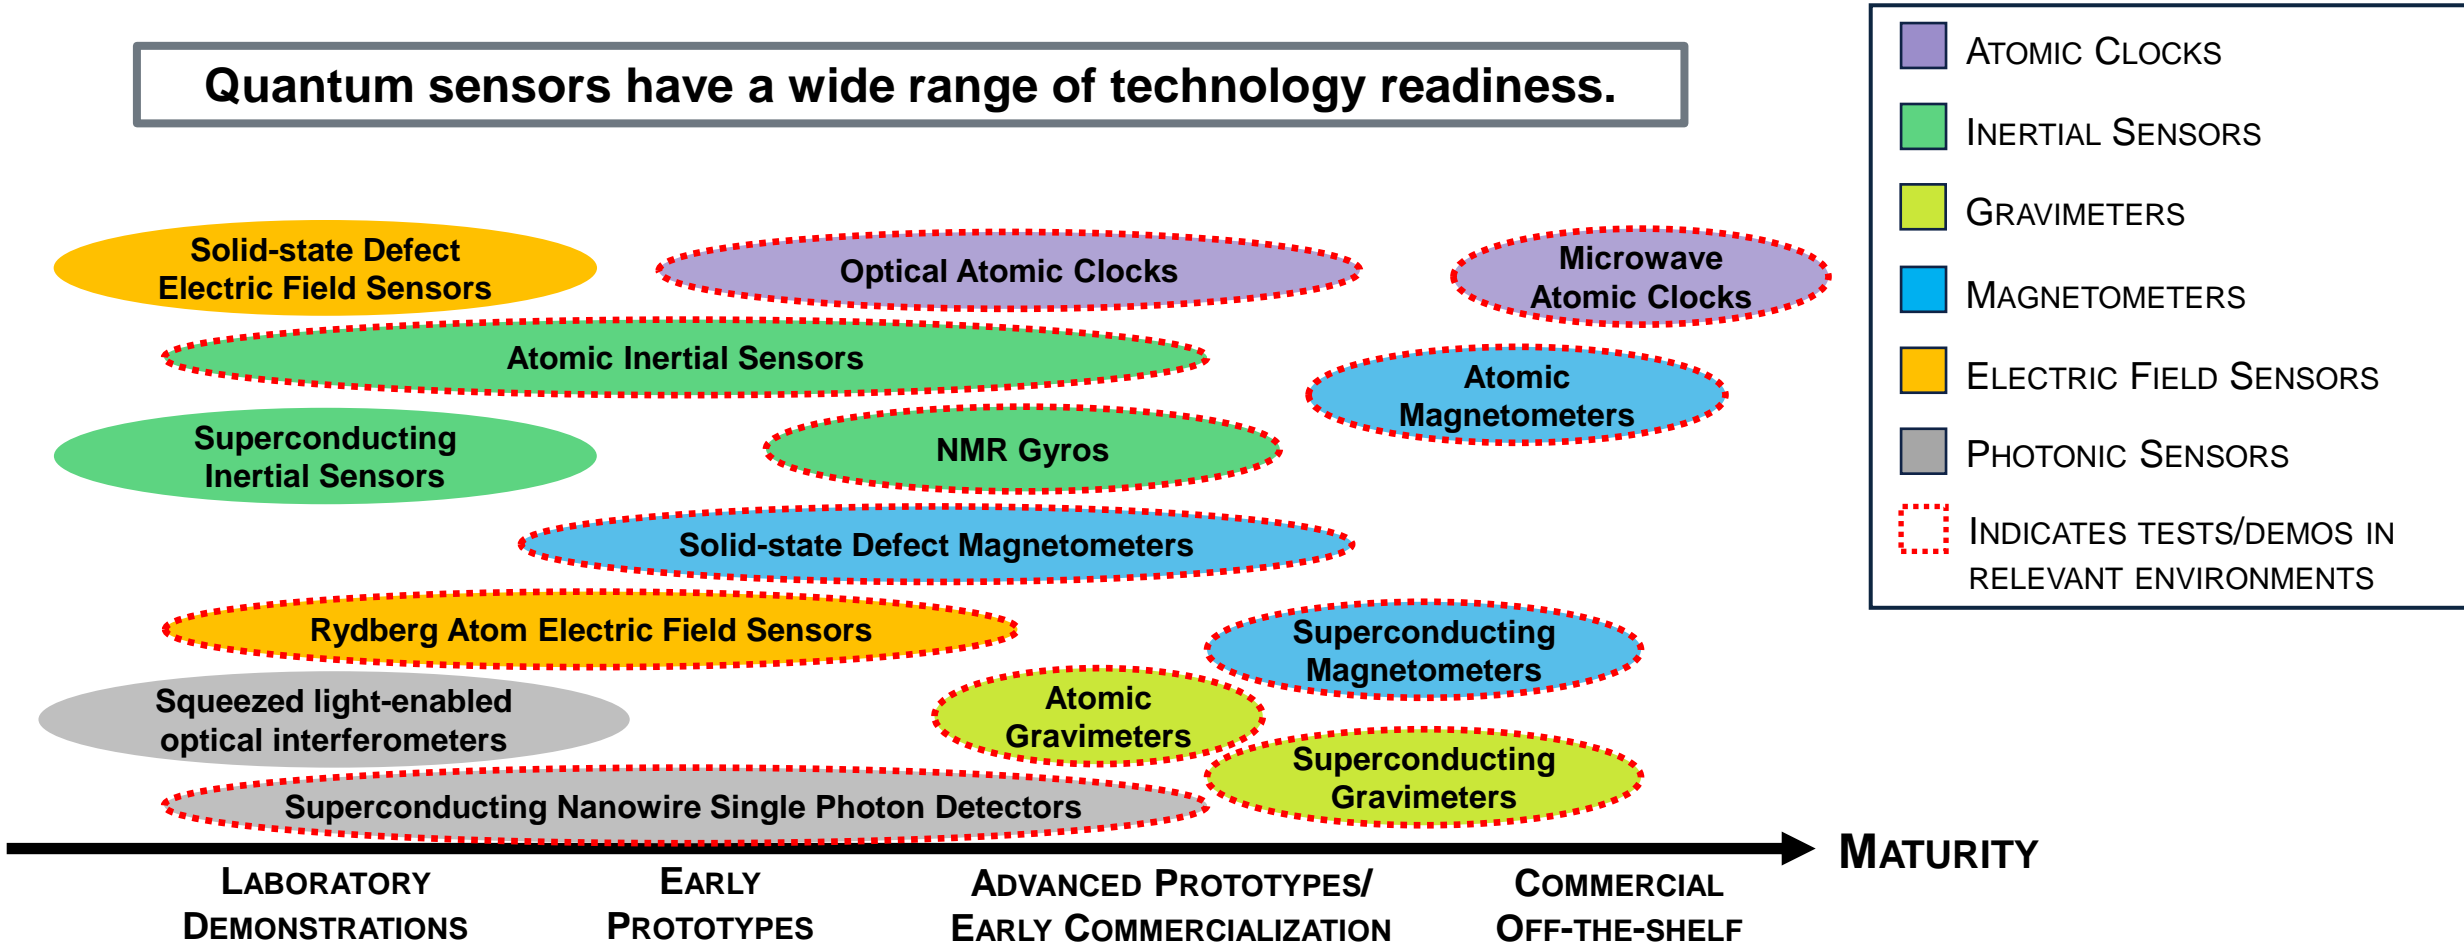 Quantum sensors have a wide range of technology readiness.
Atomic Clocks
Inertial Sensors
Gravimeters
Magnetometers
Electric Field Sensors
Photonic Sensors
Indicates tests/demos in
relevant environments
Solid-state Defect
Electric Field Sensors
Optical Atomic Clocks
Microwave
Atomic Clocks
Atomic Inertial Sensors
Atomic
Magnetometers
Superconducting
Inertial Sensors
NMR Gyros
Solid-state Defect Magnetometers
Rydberg Atom Electric Field Sensors
Superconducting
Magnetometers
Squeezed light-enabled
optical interferometers
Atomic
Gravimeters
Superconducting
Gravimeters
Superconducting Nanowire Single Photon Detectors
Maturity
Laboratory
Demonstrations
Early
Prototypes
Advanced Prototypes/
Early Commercialization
Commercial
Off-the-shelf